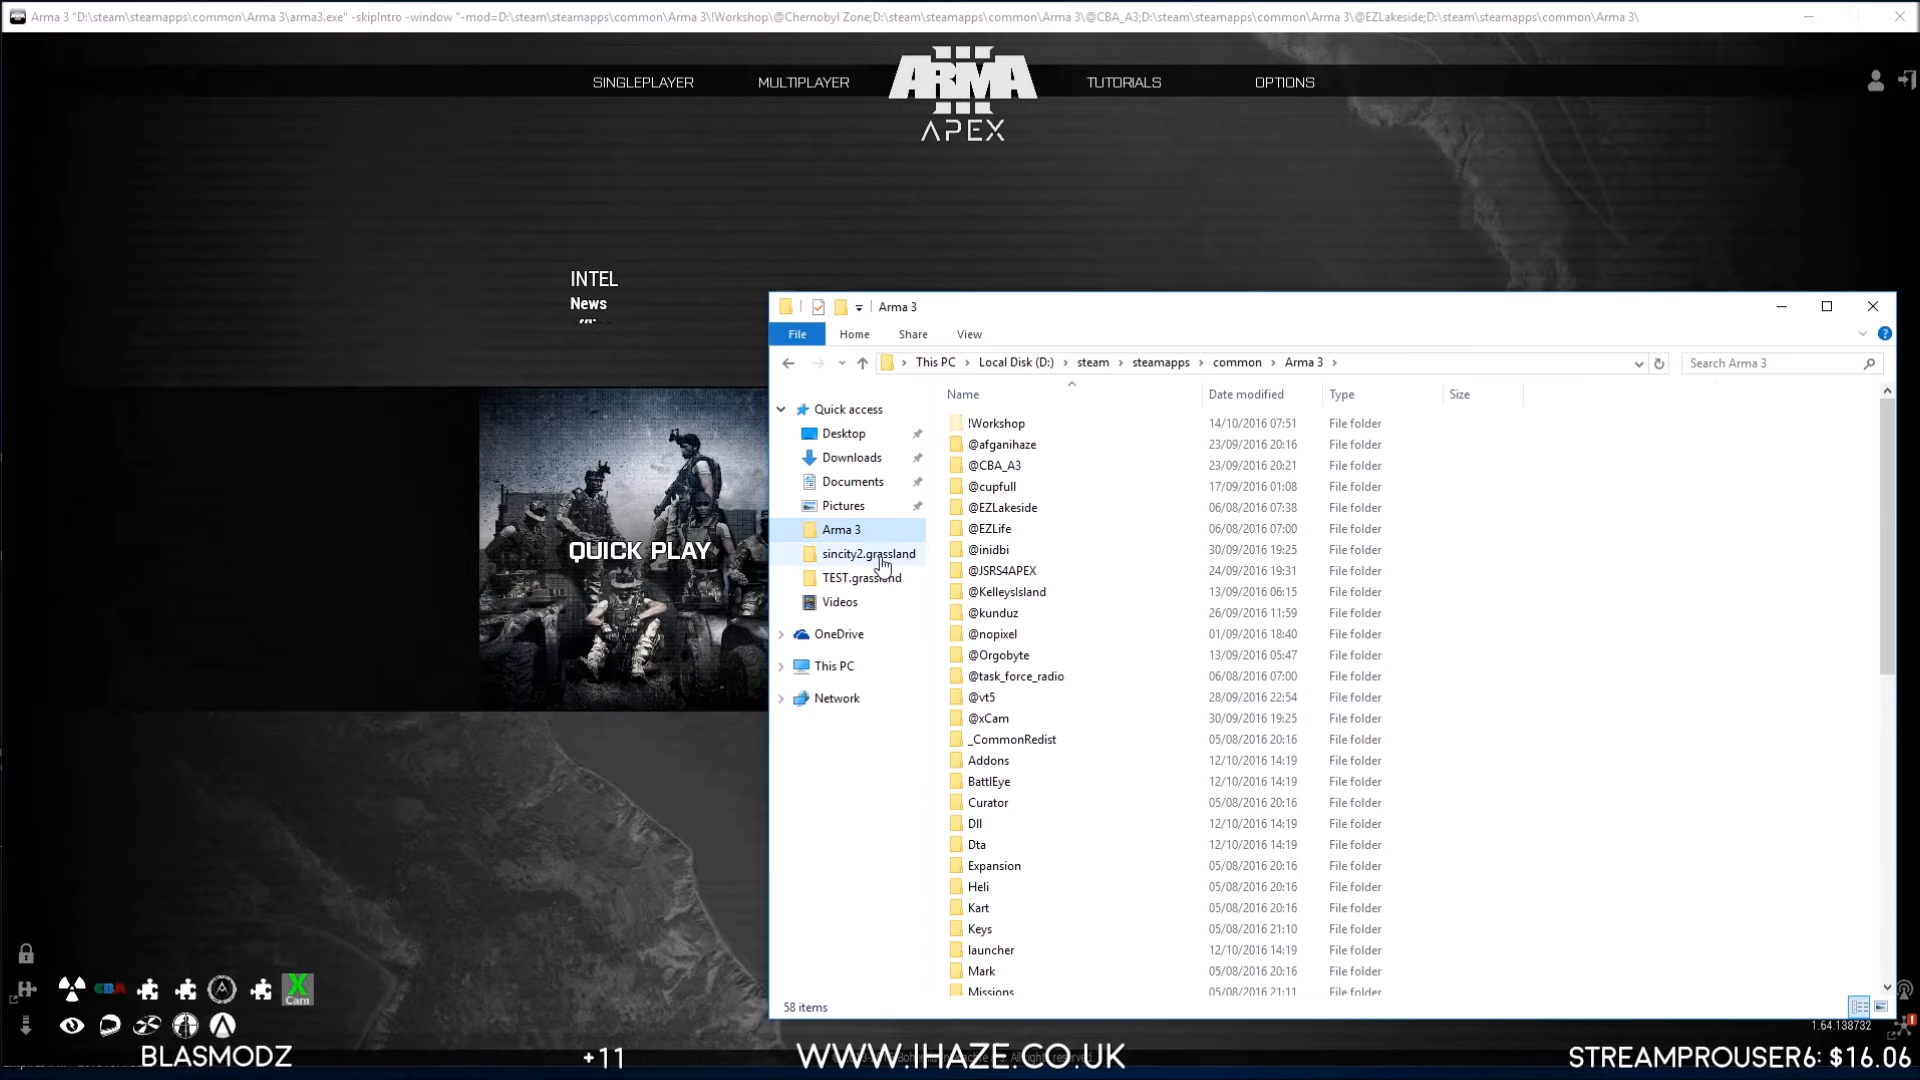 Arma 3 "D:\steam\steamapps\common\Arma 3\arma3.exe" -skipIntro -window "-mod=D:\steam\steamapps\common\Arma 3\!Workshop\@Chernobyl Zone;D:\steam\steamapps\common\Arma 3\@CBA_A3;D:\steam\steamapps\common\Arma 3\@EZLakeside;D:\steam\steamapps\common\Arma 3\
SINGLEPLAYER MULTIPLAYER ARMA III APEX TUTORIALS OPTIONS
INTEL
News
QUICK PLAY
Arma 3
File Home Share View
This PC Local Disk (D:) steam steamapps common Arma 3
Search Arma 3
Quick access
Desktop
Downloads
Documents
Pictures
Arma 3
sincity2.grassland
TEST.grassland
Videos
OneDrive
This PC
Network
Name Date modified Type Size
!Workshop 14/10/2016 07:51 File folder
@afganihaze 23/09/2016 20:16 File folder
@CBA_A3 23/09/2016 20:21 File folder
@cupfull 17/09/2016 01:08 File folder
@EZLakeside 06/08/2016 07:38 File folder
@EZLife 06/08/2016 07:00 File folder
@inidbi 30/09/2016 19:25 File folder
@JSRS4APEX 24/09/2016 19:31 File folder
@KelleysIsland 13/09/2016 06:15 File folder
@kunduz 26/09/2016 11:59 File folder
@nopixel 01/09/2016 18:40 File folder
@Orgobyte 13/09/2016 05:47 File folder
@task_force_radio 06/08/2016 07:00 File folder
@vt5 28/09/2016 22:54 File folder
@xCam 30/09/2016 19:25 File folder
_CommonRedist 05/08/2016 20:16 File folder
Addons 12/10/2016 14:19 File folder
BattlEye 12/10/2016 14:19 File folder
Curator 05/08/2016 20:16 File folder
Dll 12/10/2016 14:19 File folder
Dta 12/10/2016 14:19 File folder
Expansion 05/08/2016 20:16 File folder
Heli 05/08/2016 20:16 File folder
Kart 05/08/2016 20:16 File folder
Keys 05/08/2016 21:10 File folder
launcher 12/10/2016 14:19 File folder
Mark 05/08/2016 20:16 File folder
Missions 05/08/2016 21:11 File folder
58 items
CBA
X Cam
1.64.138732
BLASMODZ +11 WWW.IHAZE.CO.UK STREAMPROUSER6: $16.06